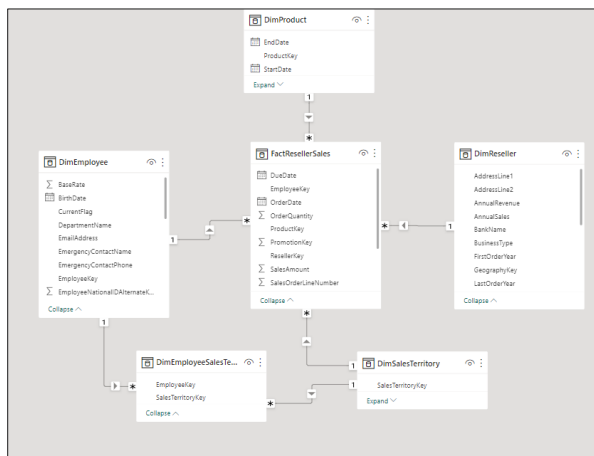 DimProduct
EndDate
ProductKey
StartDate
Expand
1
*
DimEmployee
Σ BaseRate
BirthDate
CurrentFlag
DepartmentName
EmailAddress
EmergencyContactName
EmergencyContactPhone
EmployeeKey
Σ EmployeeNationalIDAlternateK...
Collapse
FactResellerSales
DueDate
EmployeeKey
OrderDate
Σ OrderQuantity
ProductKey
Σ PromotionKey
ResellerKey
Σ SalesAmount
Σ SalesOrderLineNumber
Collapse
DimReseller
AddressLine1
AddressLine2
AnnualRevenue
AnnualSales
BankName
BusinessType
FirstOrderYear
GeographyKey
LastOrderYear
Collapse
1
*
*
1
1
*
*
1
1
*
DimEmployeeSalesTe...
EmployeeKey
SalesTerritoryKey
Collapse
DimSalesTerritory
SalesTerritoryKey
Expand